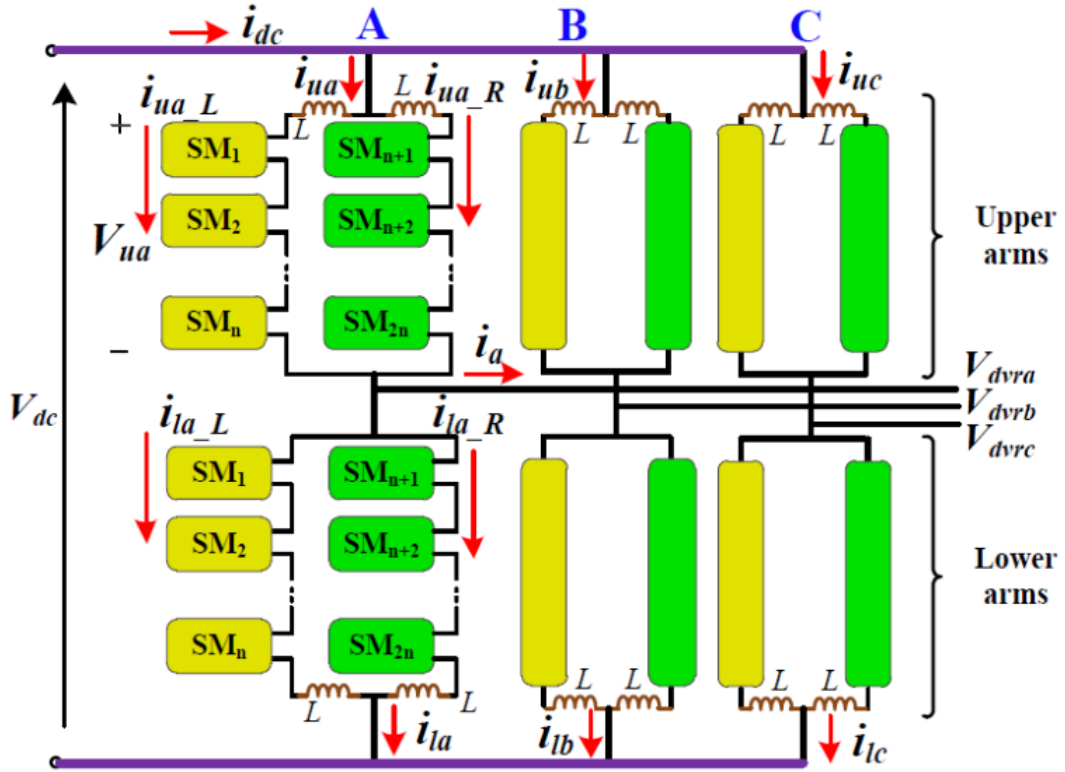 i_dc A B C
i_ua L i_ua_R i_ub i_uc
i_ua_L
+ L L L L L
SM₁ SMₙ₊₁
SM₂ SMₙ₊₂
V_ua
Upper
arms
SMₙ SM₂ₙ
−
i_a
V_dvra
V_dc
V_dvrb
i_la_L i_la_R
V_dvrc
SM₁ SMₙ₊₁
SM₂ SMₙ₊₂
Lower
arms
SMₙ SM₂ₙ
L L L L L L
i_la i_lb i_lc